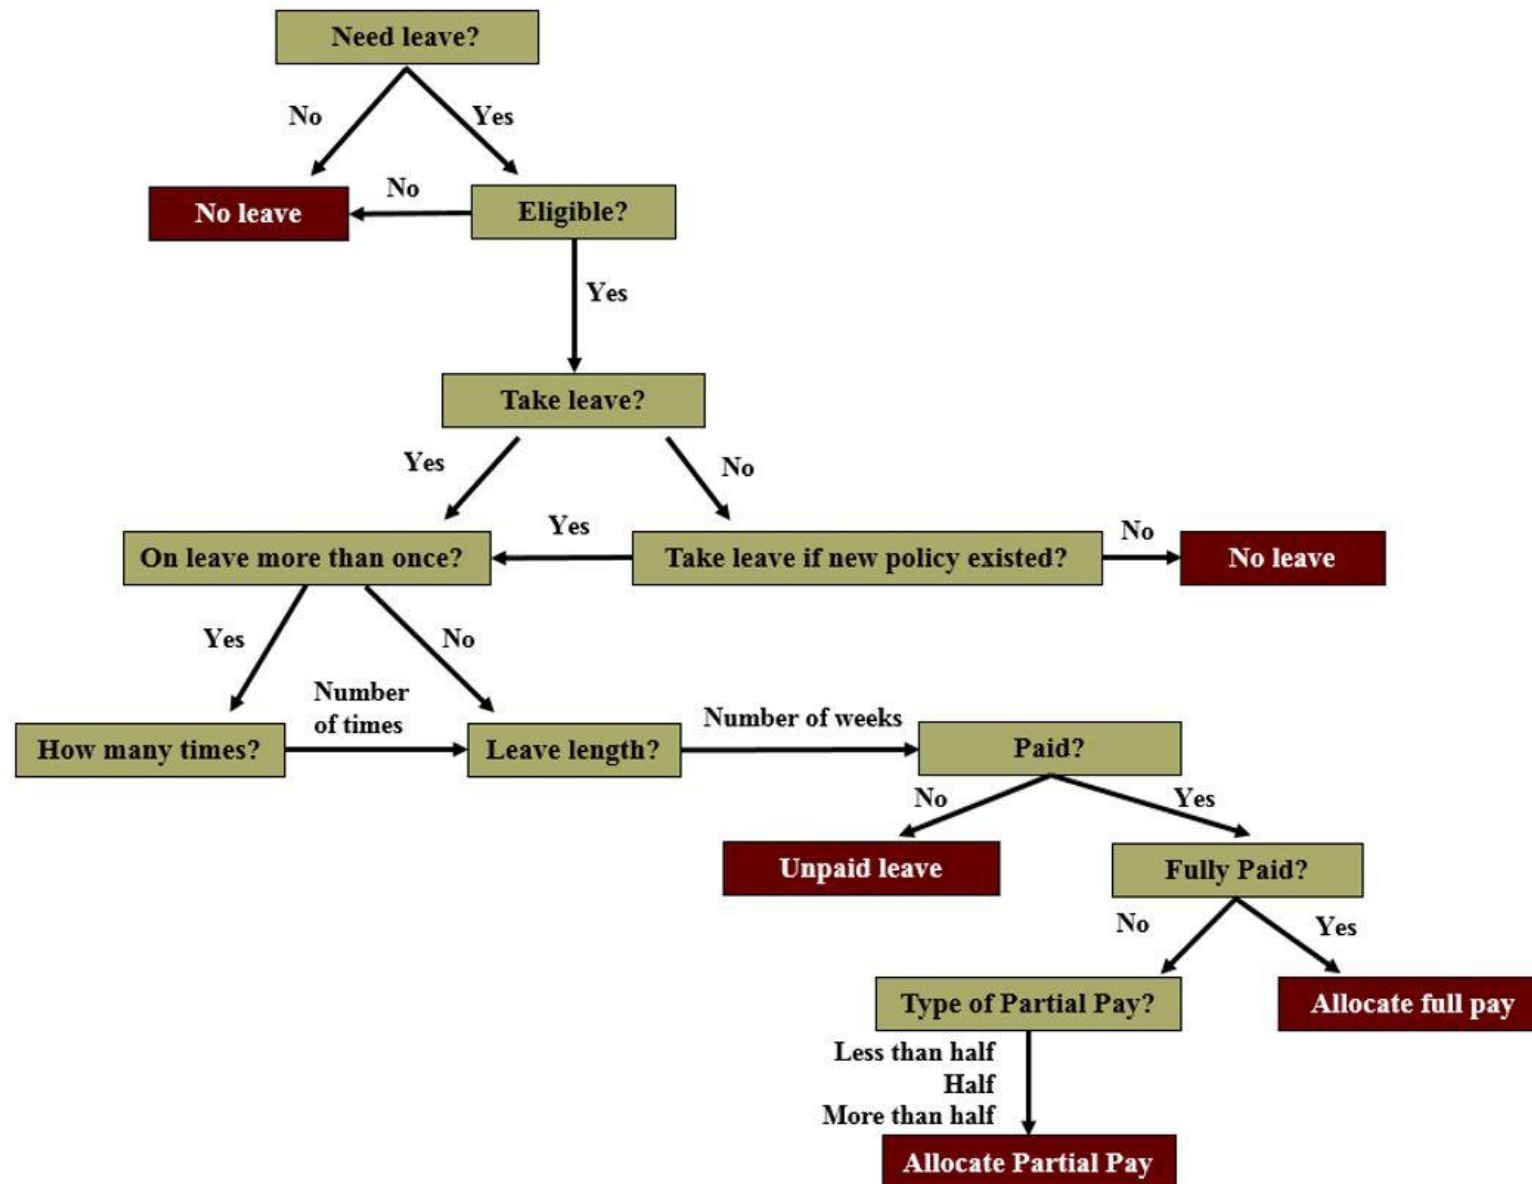 Need leave?
No
Yes
No leave
No
Eligible?
Yes
Take leave?
Yes
No
On leave more than once?
Yes
Take leave if new policy existed?
No
No leave
Yes
No
How many times?
Number
of times
Leave length?
Number of weeks
Paid?
No
Yes
Unpaid leave
Fully Paid?
No
Yes
Type of Partial Pay?
Allocate full pay
Less than half
Half
More than half
Allocate Partial Pay